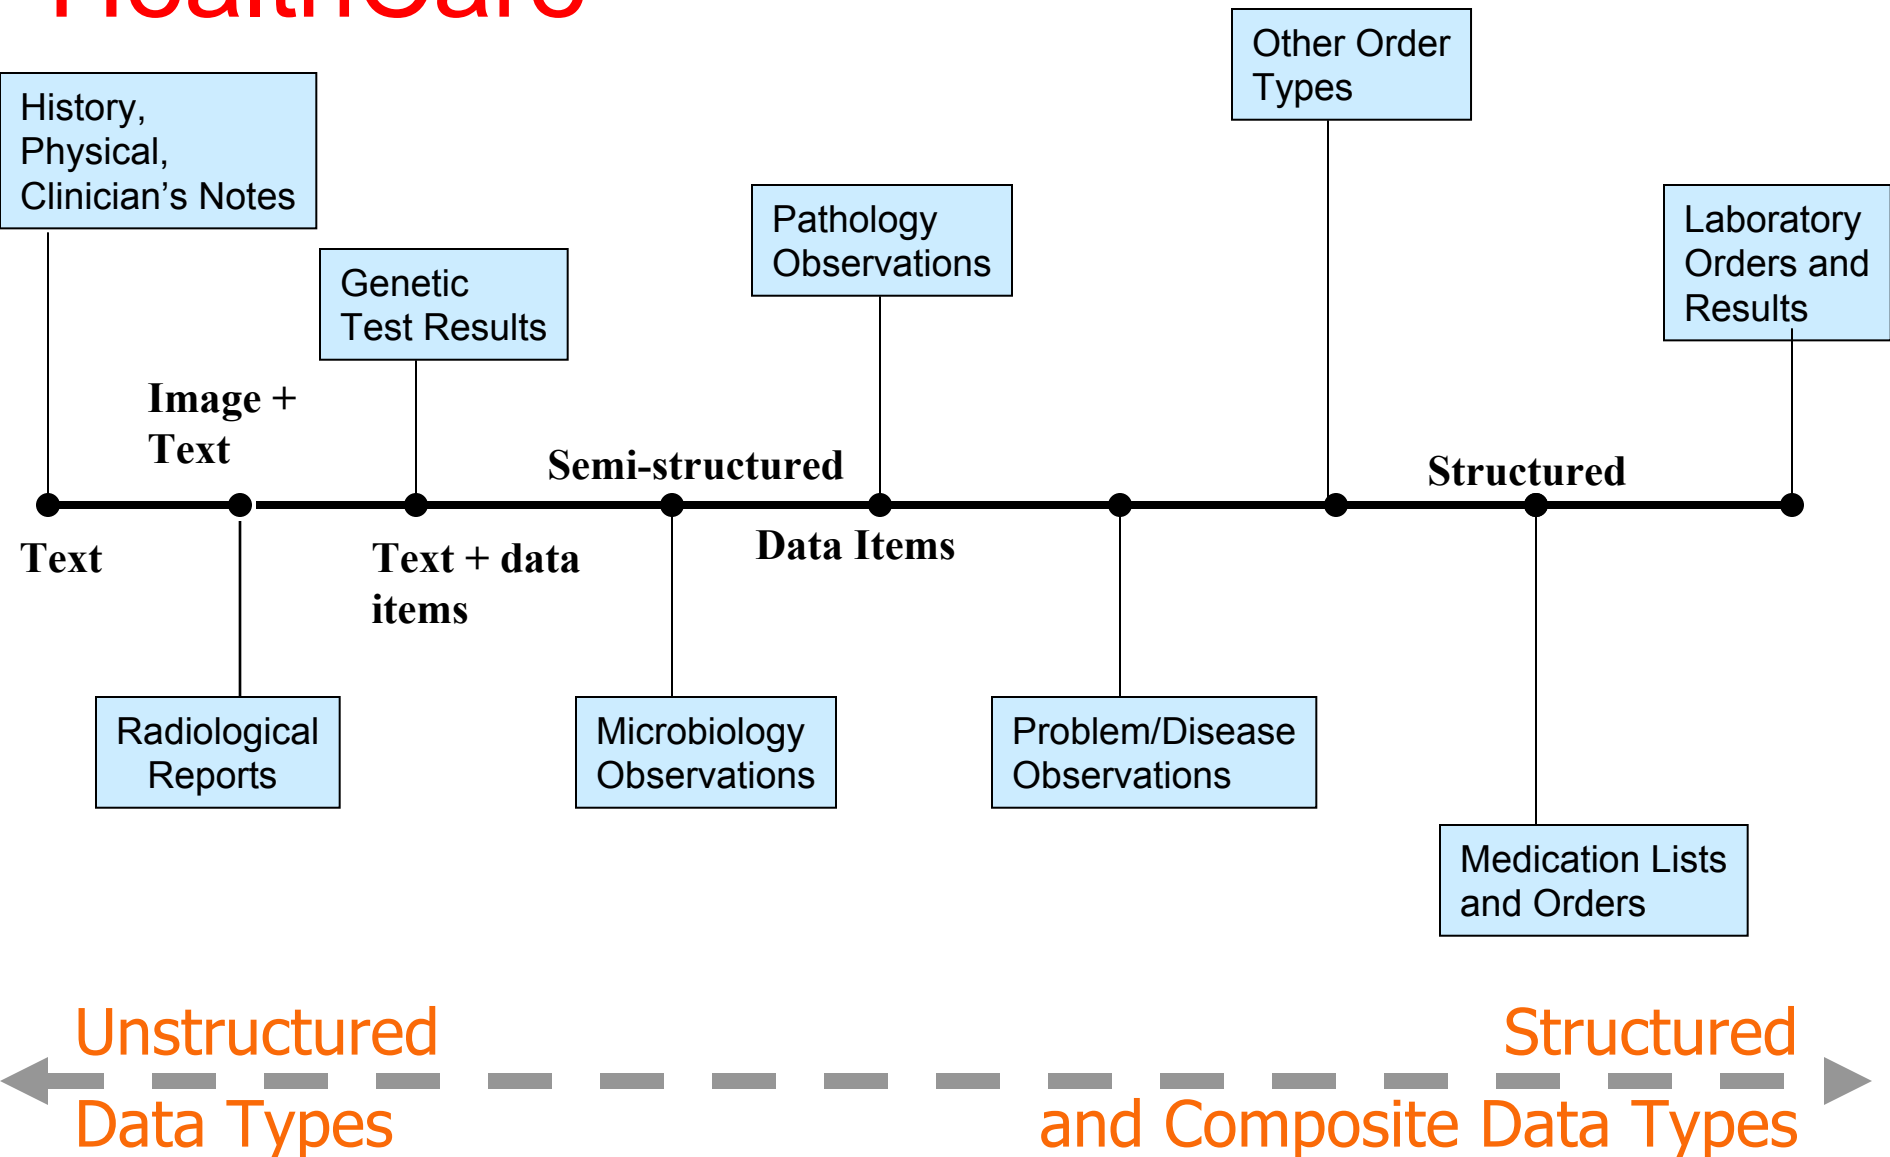 HealthCare
Other Order
Types
History,
Physical,
Clinician's Notes
Pathology
Observations
Laboratory
Orders and
Results
Genetic
Test Results
Image +
Text
Semi-structured
Structured
Text
Text + data
items
Data Items
Radiological
Reports
Microbiology
Observations
Problem/Disease
Observations
Medication Lists
and Orders
Unstructured
Data Types
Structured
and Composite Data Types